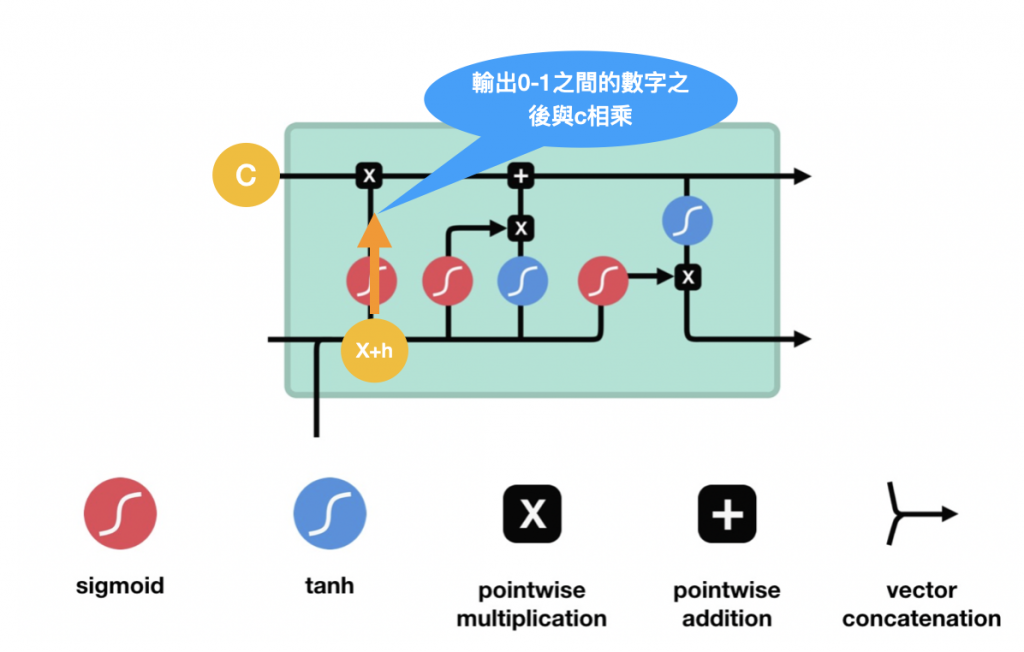 輸出0-1之間的數字之
後與c相乘
C
X
+
X
X
X+h
X
+
sigmoid
tanh
pointwise
multiplication
pointwise
addition
vector
concatenation